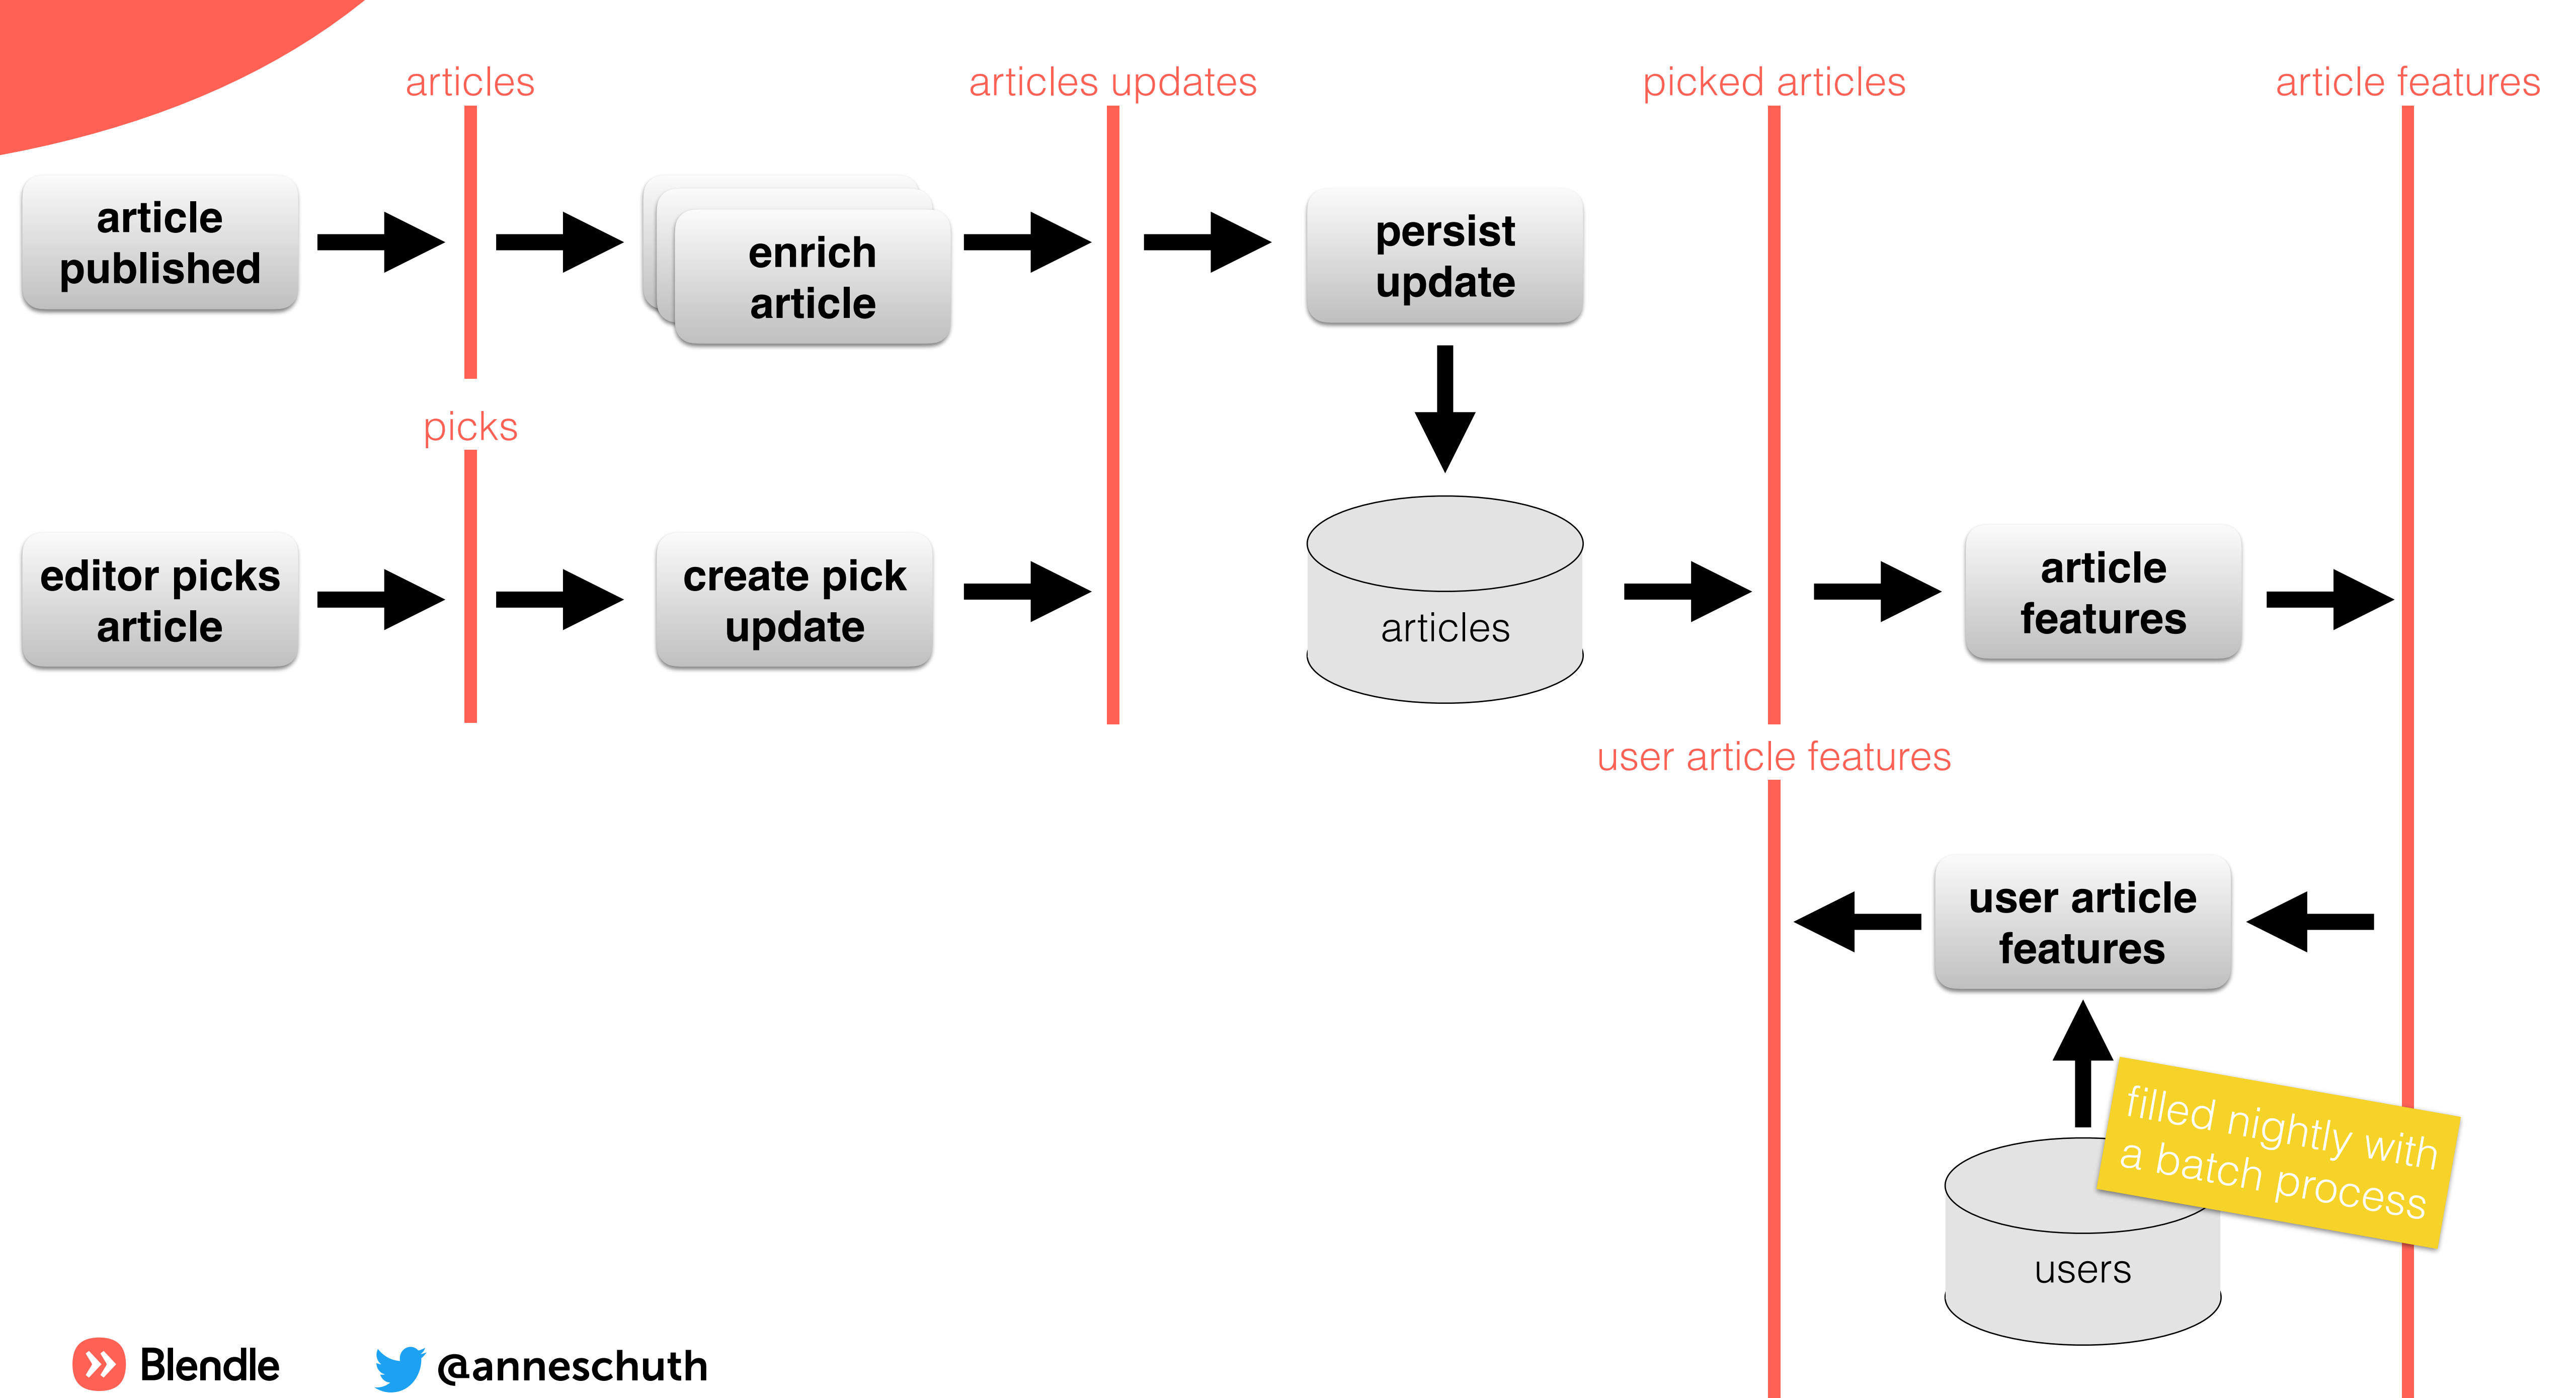 articles
articles updates
picked articles
article features
article
published
enrich
article
persist
update
picks
editor picks
article
create pick
update
articles
article
features
user article features
user article
features
filled nightly with
a batch process
users
Blendle
@anneschuth